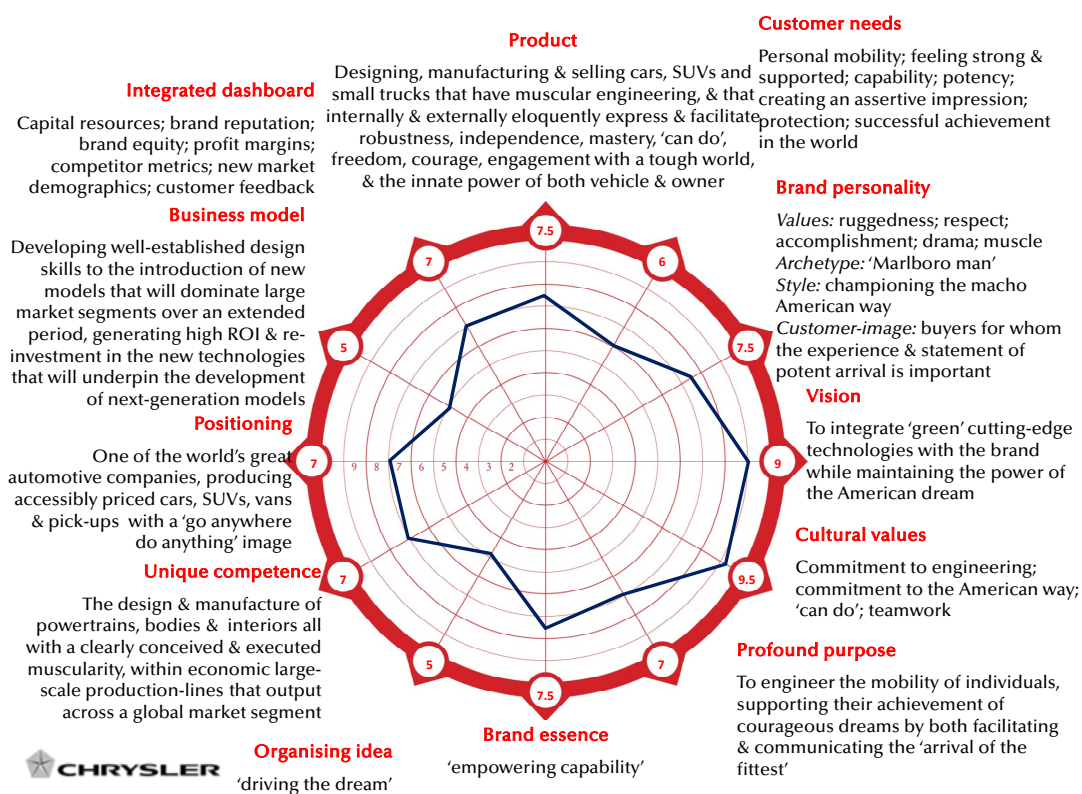 Product
Designing, manufacturing & selling cars, SUVs and
small trucks that have muscular engineering, & that
internally & externally eloquently express & facilitate
robustness, independence, mastery, ‘can do’,
freedom, courage, engagement with a tough world,
& the innate power of both vehicle & owner
Customer needs
Personal mobility; feeling strong &
supported; capability; potency;
creating an assertive impression;
protection; successful achievement
in the world
Brand personality
Values: ruggedness; respect;
accomplishment; drama; muscle
Archetype: ‘Marlboro man’
Style: championing the macho
American way
Customer-image: buyers for whom
the experience & statement of
potent arrival is important
Vision
To integrate ‘green’ cutting-edge
technologies with the brand
while maintaining the power of
the American dream
Cultural values
Commitment to engineering;
commitment to the American way;
‘can do’; teamwork
Profound purpose
To engineer the mobility of individuals,
supporting their achievement of
courageous dreams by both facilitating
& communicating the ‘arrival of the
fittest’
Brand essence
‘empowering capability’
Organising idea
‘driving the dream’
Unique competence
The design & manufacture of
powertrains, bodies & interiors all
with a clearly conceived & executed
muscularity, within economic large-
scale production-lines that output
across a global market segment
Positioning
One of the world’s great
automotive companies, producing
accessibly priced cars, SUVs, vans
& pick-ups with a ‘go anywhere
do anything’ image
Business model
Developing well-established design
skills to the introduction of new
models that will dominate large
market segments over an extended
period, generating high ROI & re-
investment in the new technologies
that will underpin the development
of next-generation models
Integrated dashboard
Capital resources; brand reputation;
brand equity; profit margins;
competitor metrics; new market
demographics; customer feedback
7.5
6
7.5
9
9.5
7
7.5
5
7
7
5
7
9 8 7 6 5 4 3 2
CHRYSLER